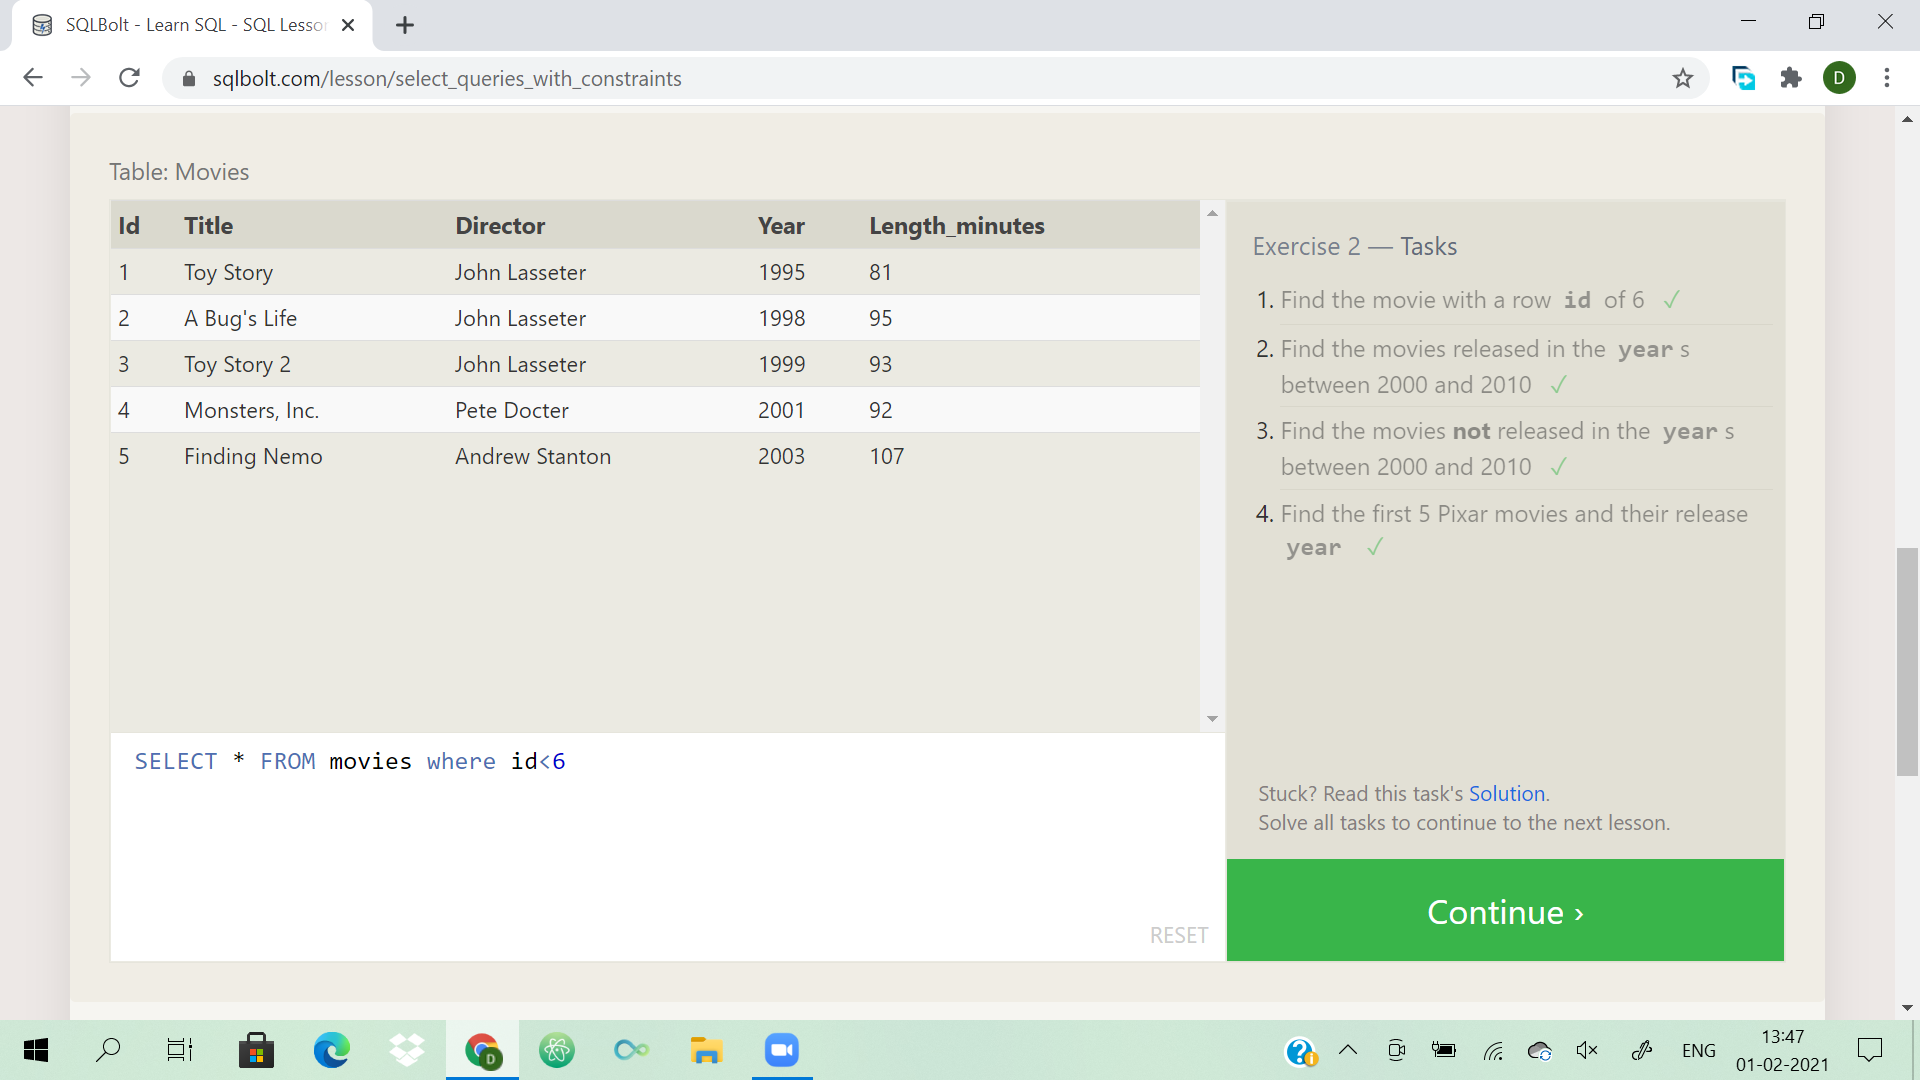 SQLBolt - Learn SQL - SQL Lesso
sqlbolt.com/lesson/select_queries_with_constraints
D
Table: Movies
Id Title Director Year Length_minutes
1 Toy Story John Lasseter 1995 81
2 A Bug's Life John Lasseter 1998 95
3 Toy Story 2 John Lasseter 1999 93
4 Monsters, Inc. Pete Docter 2001 92
5 Finding Nemo Andrew Stanton 2003 107
SELECT * FROM movies where id<6
RESET
Exercise 2 — Tasks
1. Find the movie with a row id of 6 ✓
2. Find the movies released in the year s
between 2000 and 2010 ✓
3. Find the movies not released in the year s
between 2000 and 2010 ✓
4. Find the first 5 Pixar movies and their release
year ✓
Stuck? Read this task's Solution.
Solve all tasks to continue to the next lesson.
Continue ›
D
ENG
13:47
01-02-2021